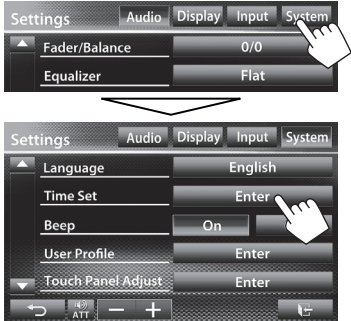 Settings Audio Display Input System
Fader/Balance 0/0
Equalizer Flat
Settings Audio Display Input System
Language English
Time Set Enter
Beep On
User Profile Enter
Touch Panel Adjust Enter
ATT − +